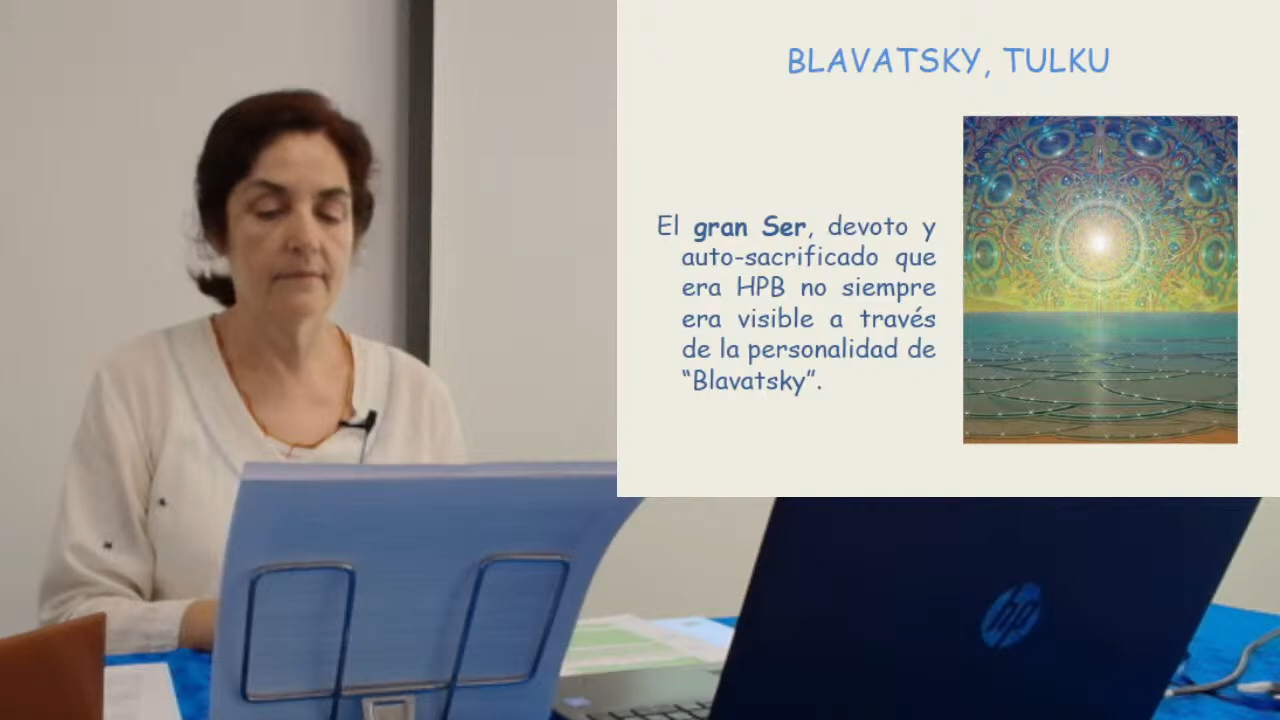 BLAVATSKY, TULKU
El gran Ser, devoto y
auto-sacrificado que
era HPB no siempre
era visible a través
de la personalidad de
“Blavatsky”.
hp